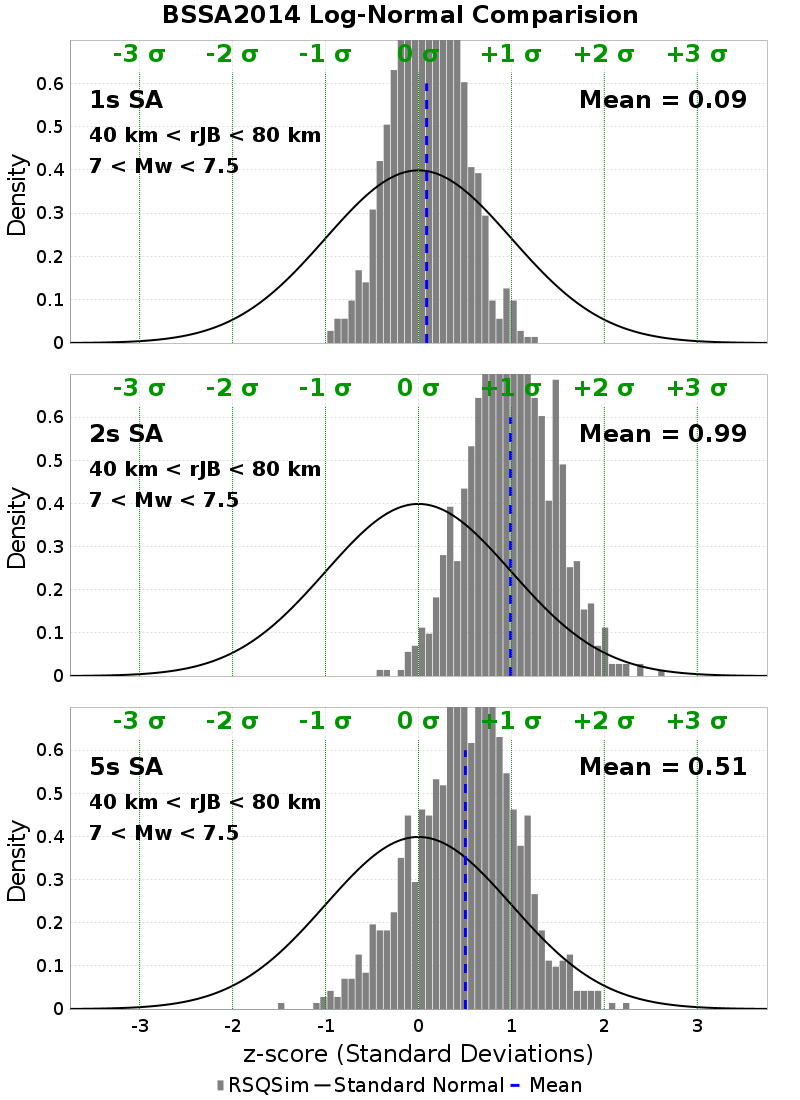 BSSA2014 Log-Normal Comparision
-3 σ -2 σ -1 σ 0 σ +1 σ +2 σ +3 σ
1s SA Mean = 0.09
40 km < rJB < 80 km
7 < Mw < 7.5
Density
0.6
0.5
0.4
0.3
0.2
0.1
0
-3 σ -2 σ -1 σ 0 σ +1 σ +2 σ +3 σ
2s SA Mean = 0.99
40 km < rJB < 80 km
7 < Mw < 7.5
Density
0.6
0.5
0.4
0.3
0.2
0.1
0
-3 σ -2 σ -1 σ 0 σ +1 σ +2 σ +3 σ
5s SA Mean = 0.51
40 km < rJB < 80 km
7 < Mw < 7.5
Density
0.6
0.5
0.4
0.3
0.2
0.1
0
-3 -2 -1 0 1 2 3
z-score (Standard Deviations)
RSQSim Standard Normal Mean